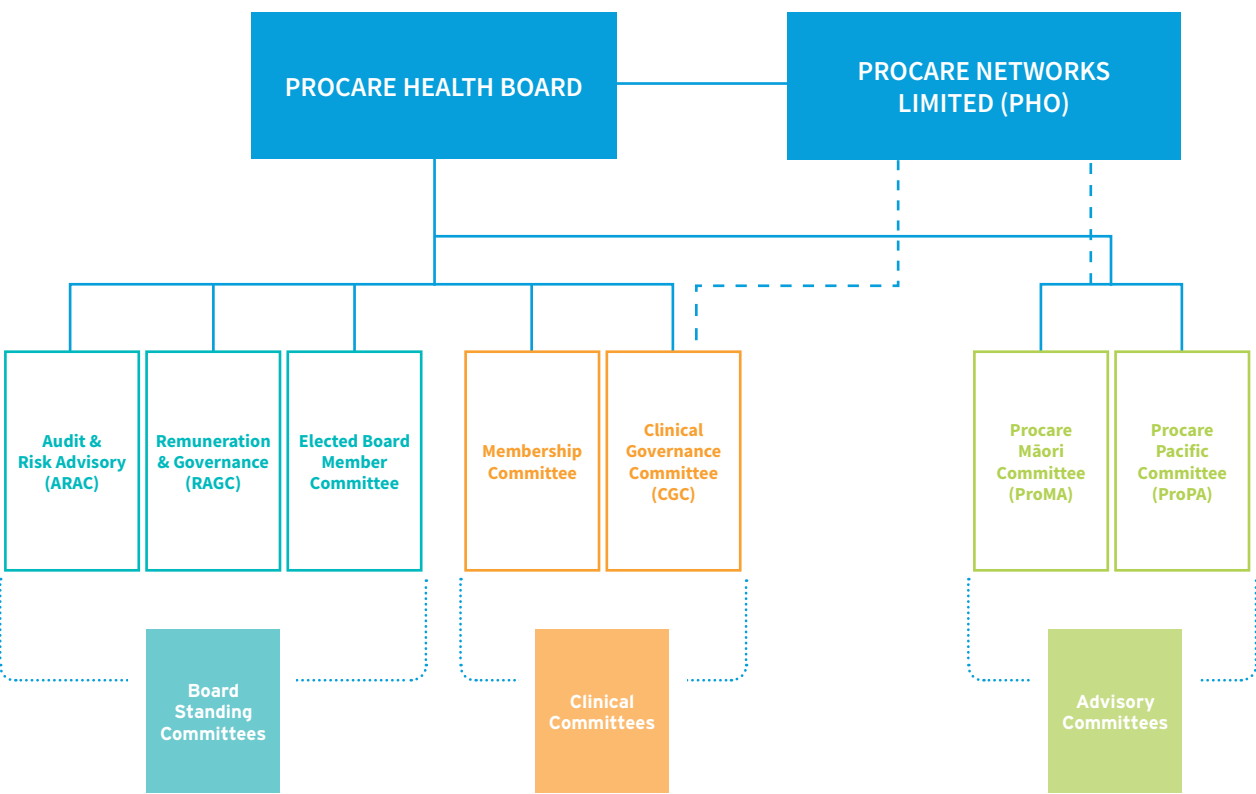 PROCARE HEALTH BOARD
PROCARE NETWORKS
LIMITED (PHO)
Audit &
Risk Advisory
(ARAC)
Remuneration
& Governance
(RAGC)
Elected Board
Member
Committee
Membership
Committee
Clinical
Governance
Committee
(CGC)
Procare
Māori
Committee
(ProMA)
Procare
Pacific
Committee
(ProPA)
Board
Standing
Committees
Clinical
Committees
Advisory
Committees